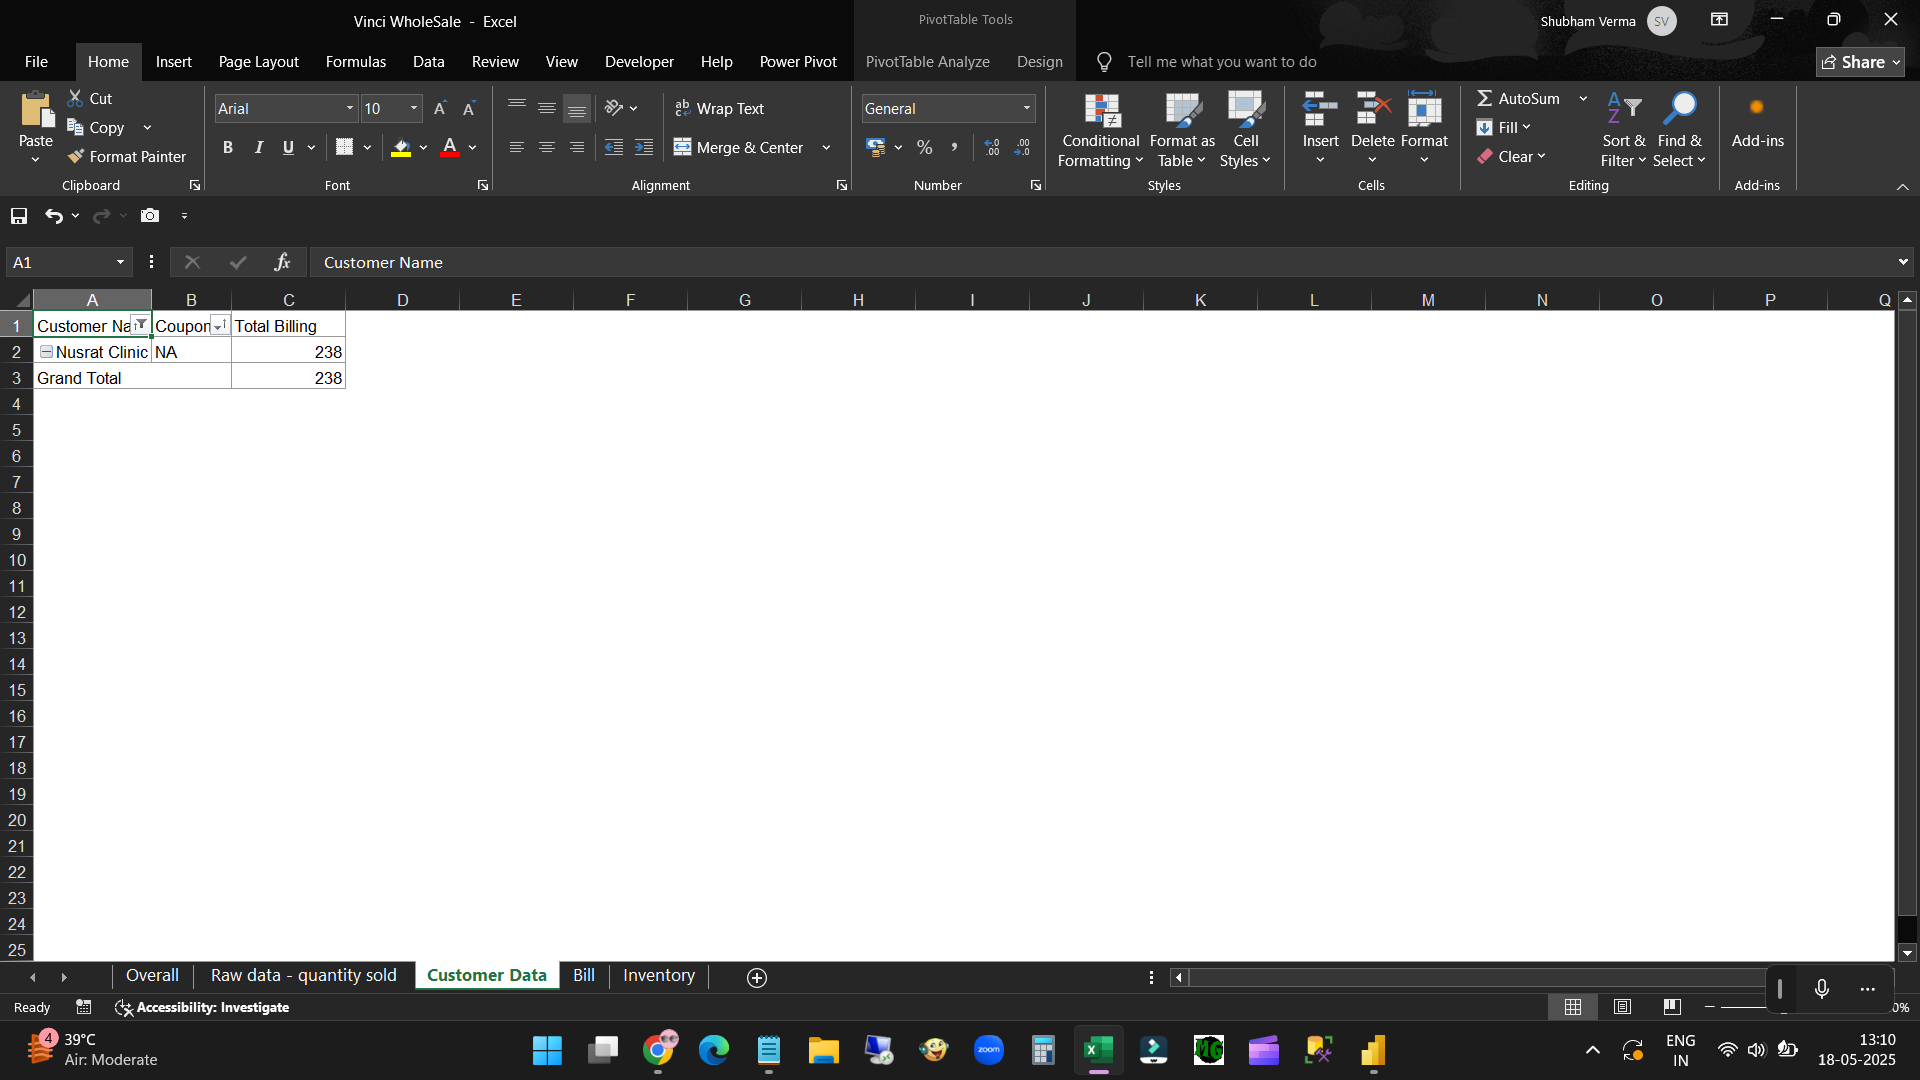 Vinci WholeSale - Excel
PivotTable Tools
Shubham Verma
SV
File
Home
Insert
Page Layout
Formulas
Data
Review
View
Developer
Help
Power Pivot
PivotTable Analyze
Design
Tell me what you want to do
Share
Paste
Cut
Copy
Format Painter
Clipboard
Arial
10
A
A
B
I
U
A
Font
ab
Wrap Text
Merge & Center
Alignment
General
%
Number
Conditional Formatting
Format as Table
Cell Styles
Styles
Insert
Delete
Format
Cells
AutoSum
Fill
Clear
Sort & Filter
Find & Select
Editing
Add-ins
Add-ins
A1
fx
Customer Name
A B C D E F G H I J K L M N O P Q
1 Customer Na Coupon Total Billing
2 Nusrat Clinic NA 238
3 Grand Total 238
4
5
6
7
8
9
10
11
12
13
14
15
16
17
18
19
20
21
22
23
24
25
Overall
Raw data - quantity sold
Customer Data
Bill
Inventory
Ready
Accessibility: Investigate
0%
4
39°C
Air: Moderate
zoom
MG
ENG
IN
13:10
18-05-2025